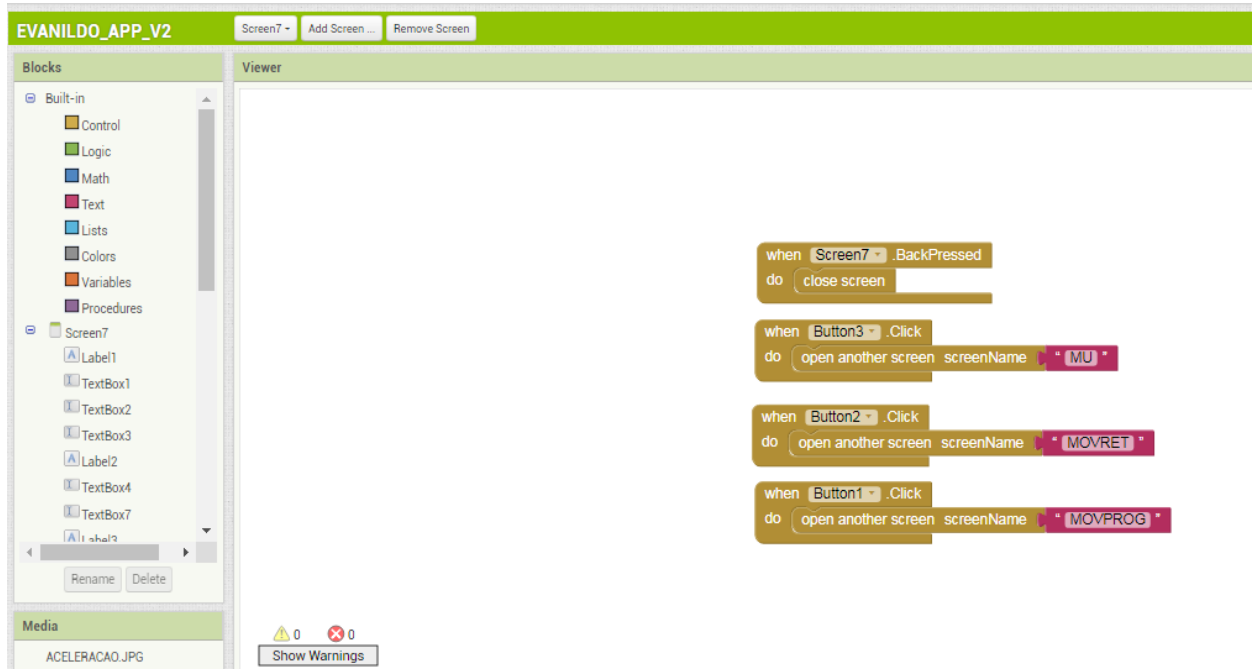 EVANILDO_APP_V2
Screen7 Add Screen ... Remove Screen
Blocks
Viewer
Built-in
Control
Logic
Math
Text
Lists
Colors
Variables
Procedures
Screen7
Label1
TextBox1
TextBox2
TextBox3
Label2
TextBox4
TextBox7
Label3
Rename Delete
Media
ACELERACAO.JPG
when Screen7 .BackPressed
do close screen
when Button3 .Click
do open another screen screenName " MU "
when Button2 .Click
do open another screen screenName " MOVRET "
when Button1 .Click
do open another screen screenName " MOVPROG "
0 0
Show Warnings